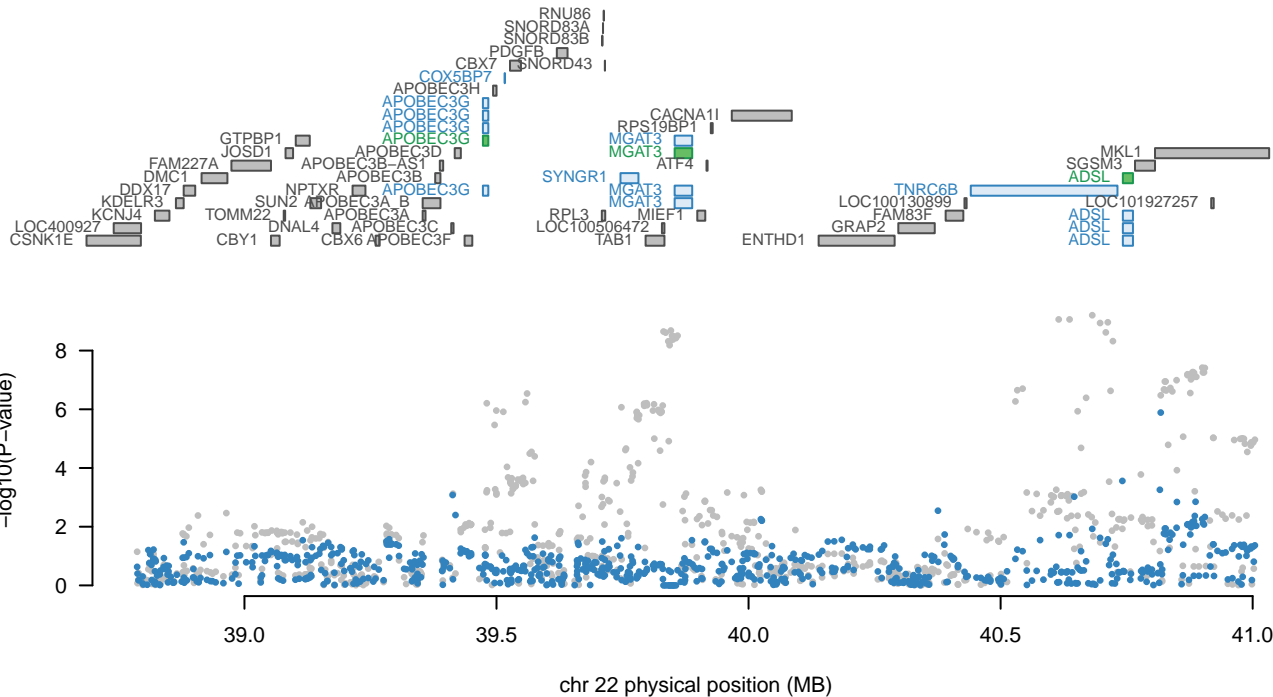 RNU86
SNORD83A
SNORD83B
PDGFB
CBX7 SNORD43
COX5BP7
APOBEC3H
APOBEC3G
APOBEC3G CACNA1I
APOBEC3G RPS19BP1
GTPBP1 APOBEC3G MGAT3
JOSD1 APOBEC3D MGAT3 MKL1
FAM227A APOBEC3B−AS1 ATF4 SGSM3
DMC1 APOBEC3B SYNGR1 ADSL
DDX17 NPTXR APOBEC3G MGAT3 TNRC6B
KDELR3 SUN2 APOBEC3A_B MGAT3 LOC100130899 LOC101927257
KCNJ4 TOMM22 APOBEC3A RPL3 MIEF1 FAM83F ADSL
LOC400927 DNAL4 APOBEC3C LOC100506472 GRAP2 ADSL
CSNK1E CBY1 CBX6 APOBEC3F TAB1 ENTHD1 ADSL
8
6
4
2
0
−log10(P−value)
39.0 39.5 40.0 40.5 41.0
chr 22 physical position (MB)